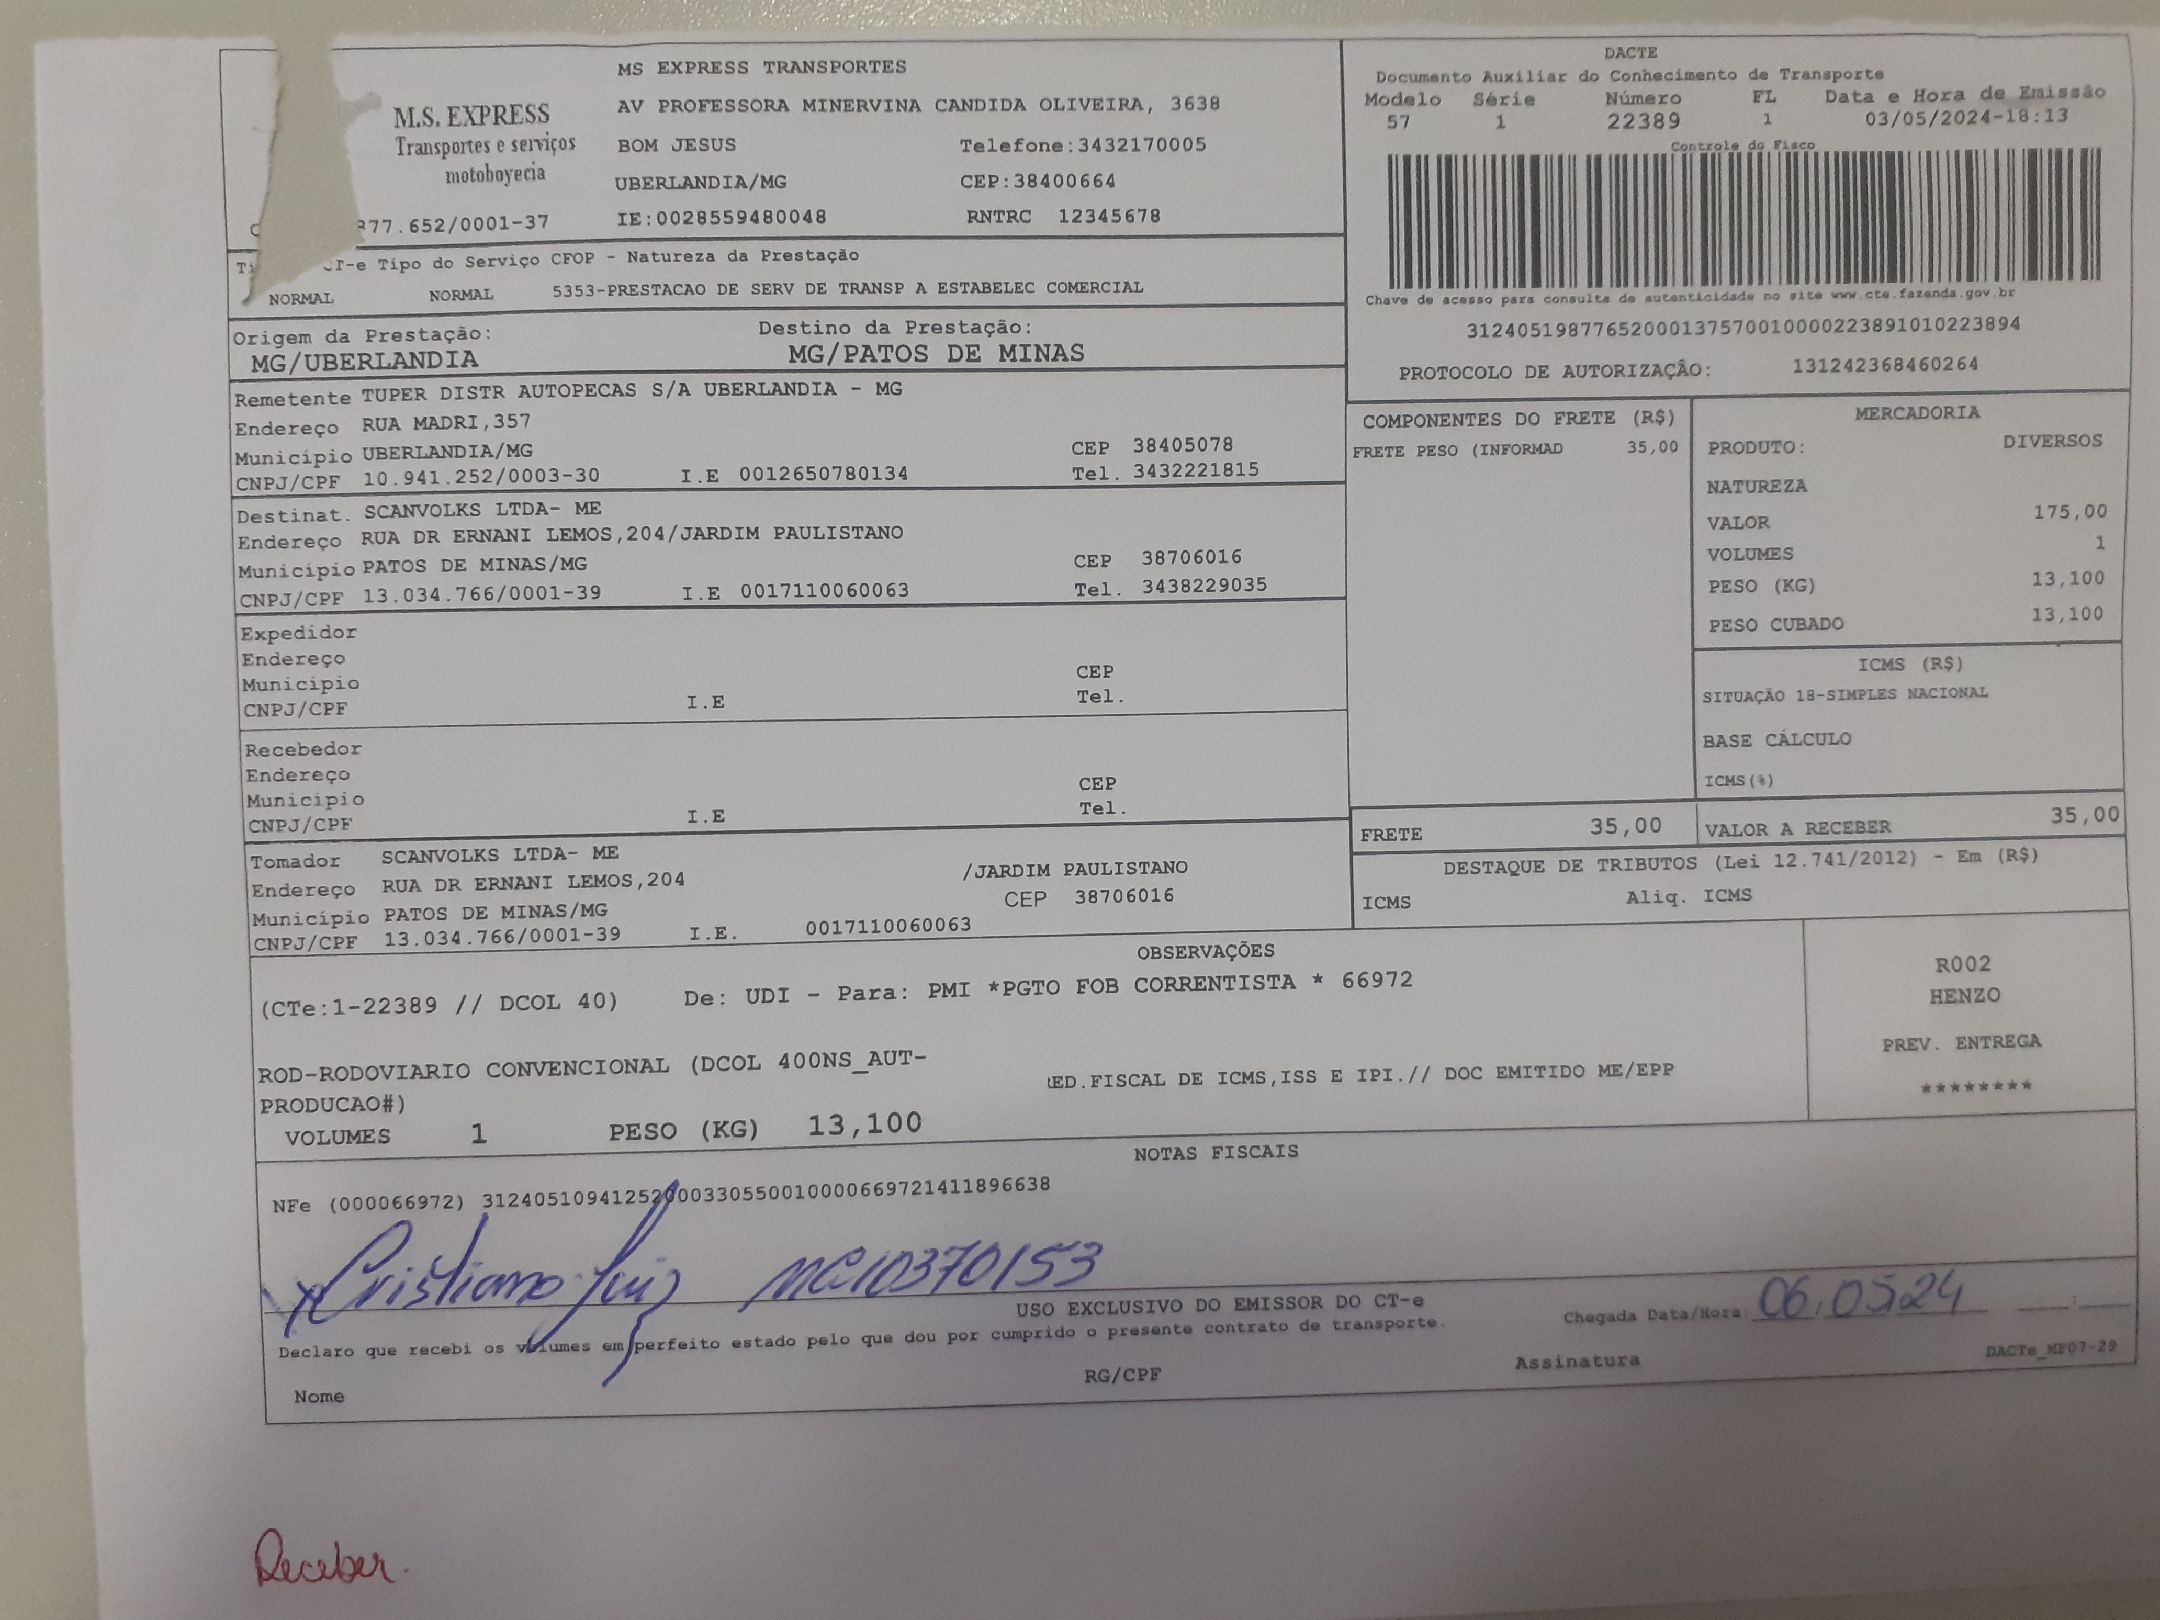 MS EXPRESS TRANSPORTES
M.S. EXPRESS
Transportes e serviços
motoboyecia
AV PROFESSORA MINERVINA CANDIDA OLIVEIRA, 3638
BOM JESUS Telefone:3432170005
UBERLANDIA/MG CEP:38400664
877.652/0001-37 IE:0028559480048 RNTRC 12345678
DACTE
Documento Auxiliar do Conhecimento de Transporte
Modelo Série Número FL Data e Hora de Emissão
57 1 22389 1 03/05/2024-18:13
Controle do Fisco
Chave de acesso para consulta de autenticidade no site www.cte.fazenda.gov.br
31240519877652000137570010000223891010223894
PROTOCOLO DE AUTORIZAÇÃO: 131242368460264
CT-e Tipo do Serviço CFOP - Natureza da Prestação
NORMAL NORMAL 5353-PRESTACAO DE SERV DE TRANSP A ESTABELEC COMERCIAL
Origem da Prestação: Destino da Prestação:
MG/UBERLANDIA MG/PATOS DE MINAS
Remetente TUPER DISTR AUTOPECAS S/A UBERLANDIA - MG
Endereço RUA MADRI,357
Município UBERLANDIA/MG CEP 38405078
CNPJ/CPF 10.941.252/0003-30 I.E 0012650780134 Tel. 3432221815
Destinat. SCANVOLKS LTDA- ME
Endereço RUA DR ERNANI LEMOS,204/JARDIM PAULISTANO
Município PATOS DE MINAS/MG CEP 38706016
CNPJ/CPF 13.034.766/0001-39 I.E 0017110060063 Tel. 3438229035
Expedidor
Endereço
Município CEP
CNPJ/CPF I.E Tel.
Recebedor
Endereço
Município CEP
CNPJ/CPF I.E Tel.
Tomador SCANVOLKS LTDA- ME
Endereço RUA DR ERNANI LEMOS,204 /JARDIM PAULISTANO
Município PATOS DE MINAS/MG CEP 38706016
CNPJ/CPF 13.034.766/0001-39 I.E. 0017110060063
COMPONENTES DO FRETE (R$)
FRETE PESO (INFORMAD 35,00
MERCADORIA
PRODUTO: DIVERSOS
NATUREZA
VALOR 175,00
VOLUMES 1
PESO (KG) 13,100
PESO CUBADO 13,100
ICMS (R$)
SITUAÇÃO 18-SIMPLES NACIONAL
BASE CÁLCULO
ICMS(%)
FRETE 35,00 VALOR A RECEBER 35,00
DESTAQUE DE TRIBUTOS (Lei 12.741/2012) - Em (R$)
ICMS Aliq. ICMS
OBSERVAÇÕES
(CTe:1-22389 // DCOL 40) De: UDI - Para: PMI *PGTO FOB CORRENTISTA * 66972
ROD-RODOVIARIO CONVENCIONAL (DCOL 400NS_AUT-
PRODUCAO#)
ED.FISCAL DE ICMS,ISS E IPI.// DOC EMITIDO ME/EPP
VOLUMES 1 PESO (KG) 13,100
R002
HENZO
PREV. ENTREGA
********
NOTAS FISCAIS
NFe (000066972) 31240510941252000330550010000669721411896638
Cristiano Luiz MG10370153
USO EXCLUSIVO DO EMISSOR DO CT-e
Chegada Data/Hora: 06.05.24 :
Declaro que recebi os volumes em perfeito estado pelo que dou por cumprido o presente contrato de transporte.
Nome RG/CPF Assinatura DACTe_MF07-29
Receber.